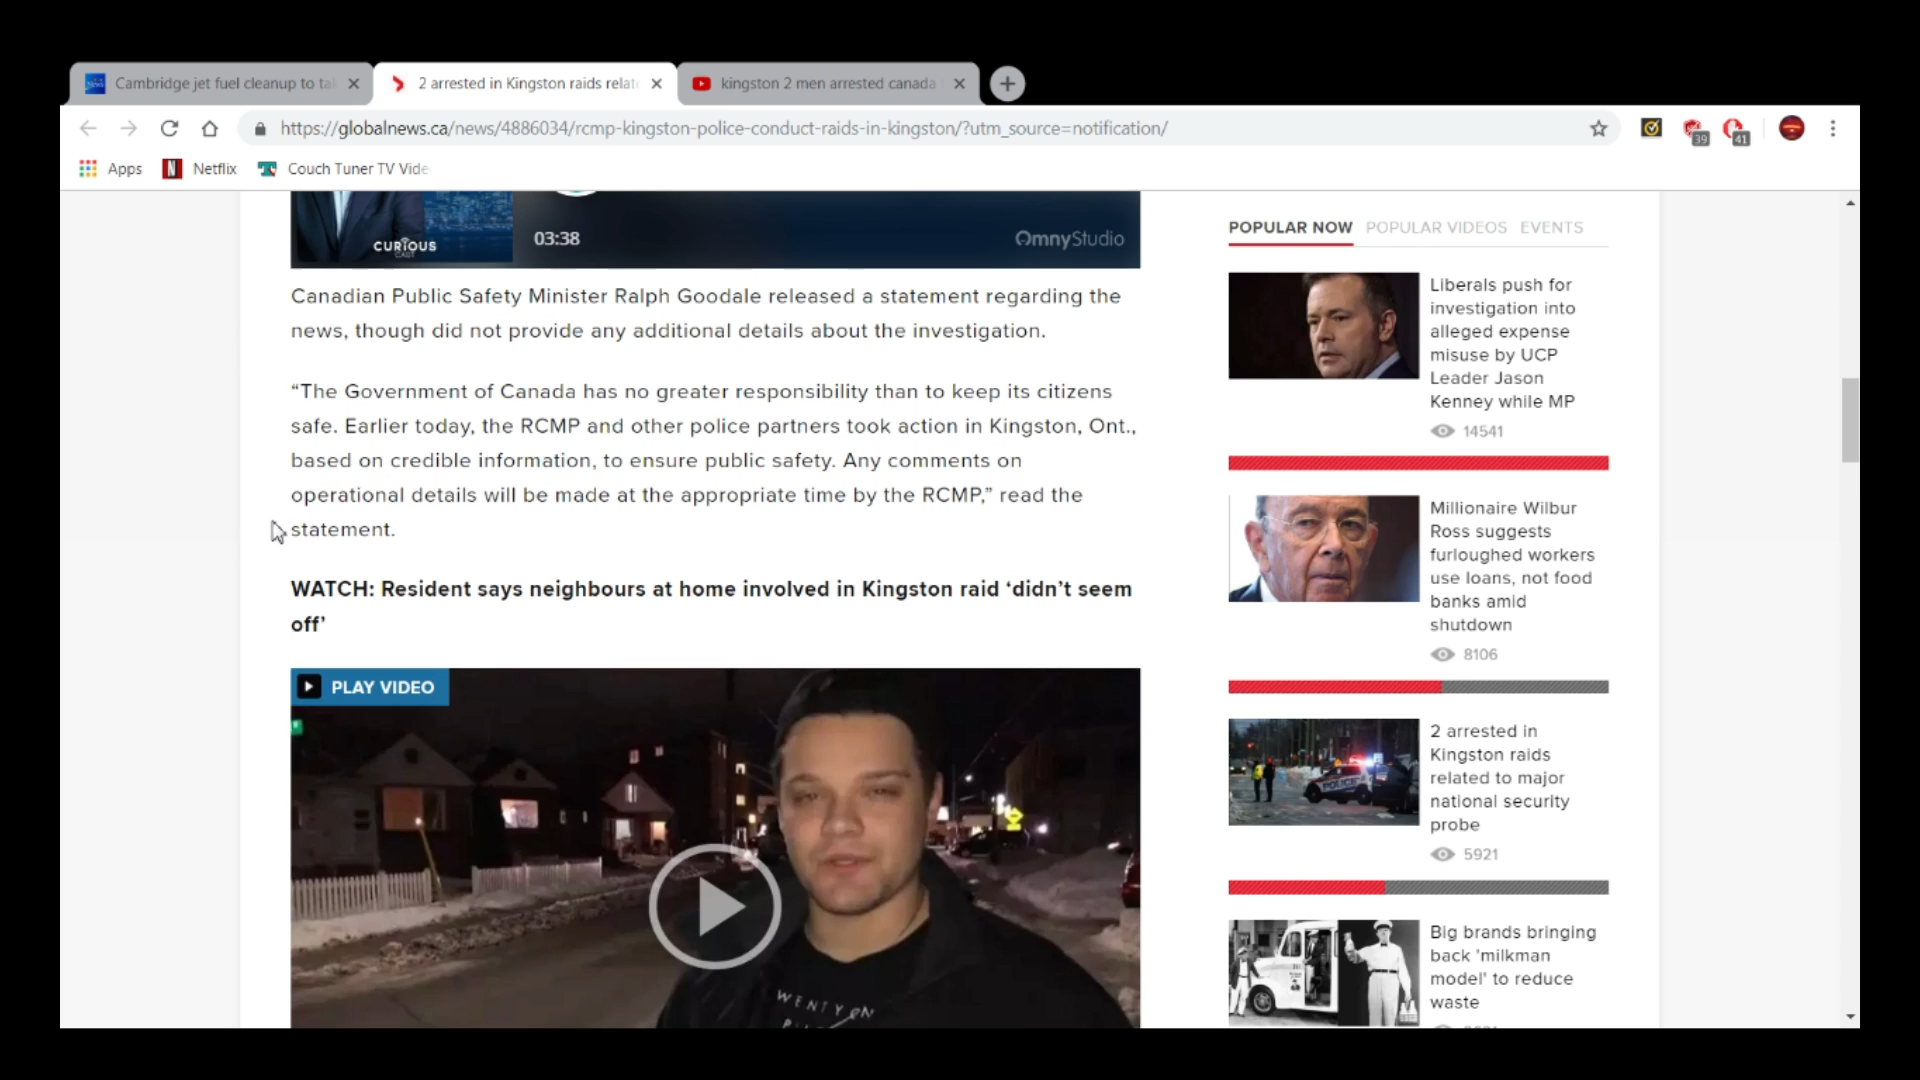 Cambridge jet fuel cleanup to ta
2 arrested in Kingston raids relat
kingston 2 men arrested canada
https://globalnews.ca/news/4886034/rcmp-kingston-police-conduct-raids-in-kingston/?utm_source=notification/
39
41
Apps
Netflix
Couch Tuner TV Vide
CURIOUS
CAST
03:38
OmnyStudio
Canadian Public Safety Minister Ralph Goodale released a statement regarding the
news, though did not provide any additional details about the investigation.
“The Government of Canada has no greater responsibility than to keep its citizens
safe. Earlier today, the RCMP and other police partners took action in Kingston, Ont.,
based on credible information, to ensure public safety. Any comments on
operational details will be made at the appropriate time by the RCMP,” read the
statement.
WATCH: Resident says neighbours at home involved in Kingston raid ‘didn’t seem
off’
PLAY VIDEO
WENTY ØN
POPULAR NOW POPULAR VIDEOS EVENTS
Liberals push for
investigation into
alleged expense
misuse by UCP
Leader Jason
Kenney while MP
14541
Millionaire Wilbur
Ross suggests
furloughed workers
use loans, not food
banks amid
shutdown
8106
2 arrested in
Kingston raids
related to major
national security
probe
5921
Big brands bringing
back 'milkman
model' to reduce
waste